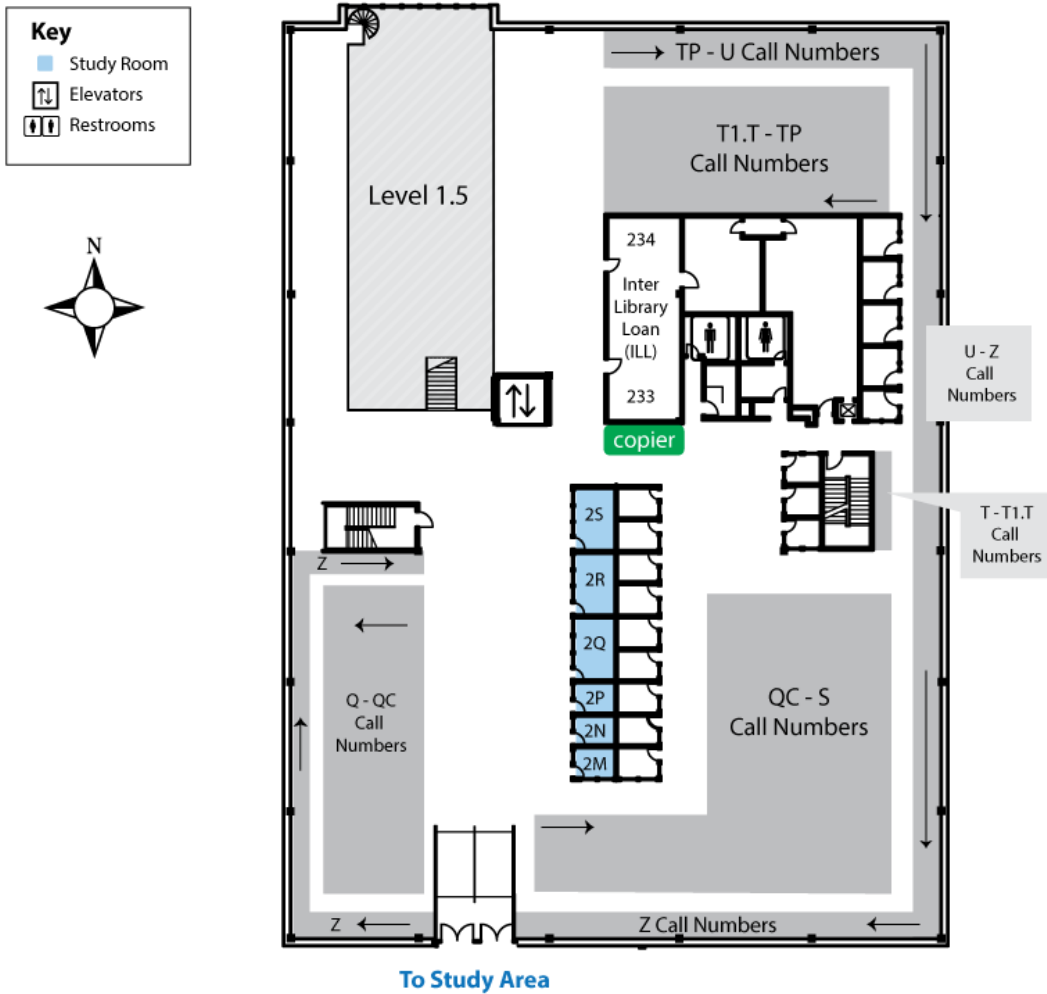 Key
Study Room
Elevators
Restrooms
N
TP - U Call Numbers
T1.T - TP
Call Numbers
Level 1.5
234
Inter
Library
Loan
(ILL)
233
copier
U - Z
Call
Numbers
T - T1.T
Call
Numbers
2S
2R
2Q
2P
2N
2M
Z
Q - QC
Call
Numbers
QC - S
Call Numbers
Z
Z Call Numbers
To Study Area